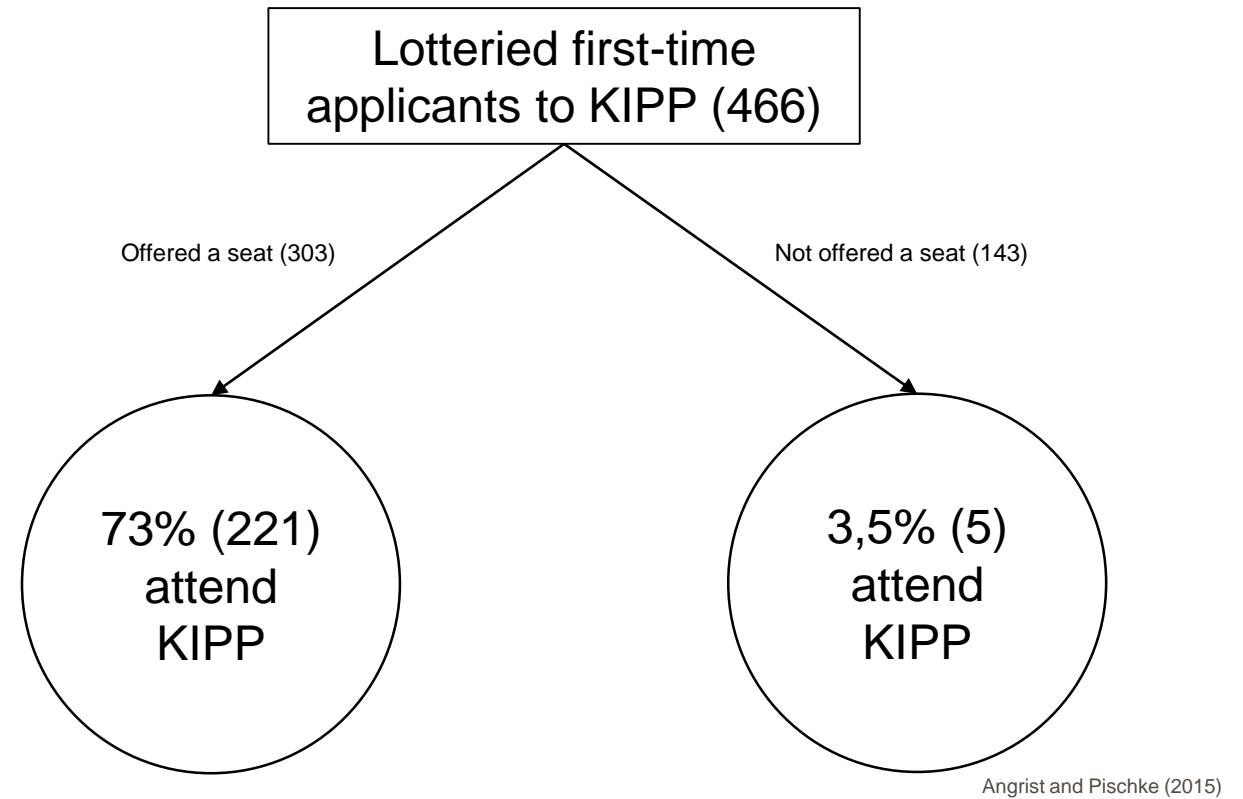 Lotteried first-time
applicants to KIPP (466)
Offered a seat (303)
Not offered a seat (143)
73% (221)
attend
KIPP
3,5% (5)
attend
KIPP
Angrist and Pischke (2015)